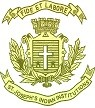 FIDE ET LABORE
ST. JOSEPH'S INDIAN INSTITUTIONS